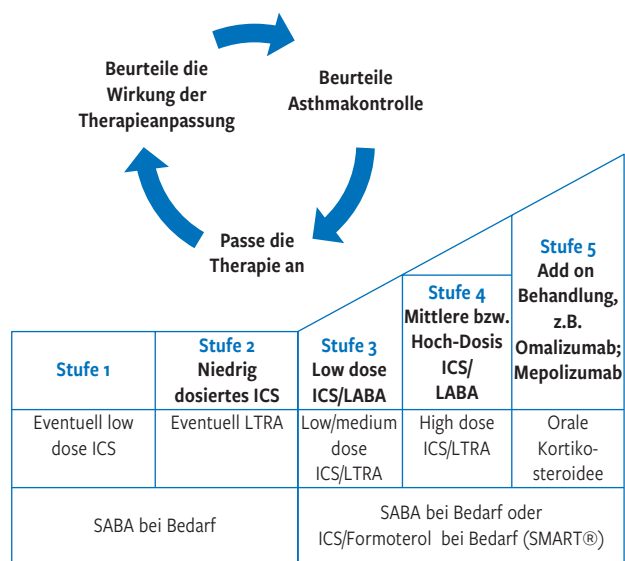 Beurteile die
Wirkung der
Therapieanpassung
Beurteile
Asthmakontrolle
Passe die
Therapie an
Stufe 1
Stufe 2
Niedrig
dosiertes ICS
Stufe 3
Low dose
ICS/LABA
Stufe 4
Mittlere bzw.
Hoch-Dosis
ICS/
LABA
Stufe 5
Add on
Behandlung,
z.B.
Omalizumab;
Mepolizumab
Eventuell low
dose ICS
Eventuell LTRA
Low/medium
dose
ICS/LTRA
High dose
ICS/LTRA
Orale
Kortiko-
steroidee
SABA bei Bedarf
SABA bei Bedarf oder
ICS/Formoterol bei Bedarf (SMART®)